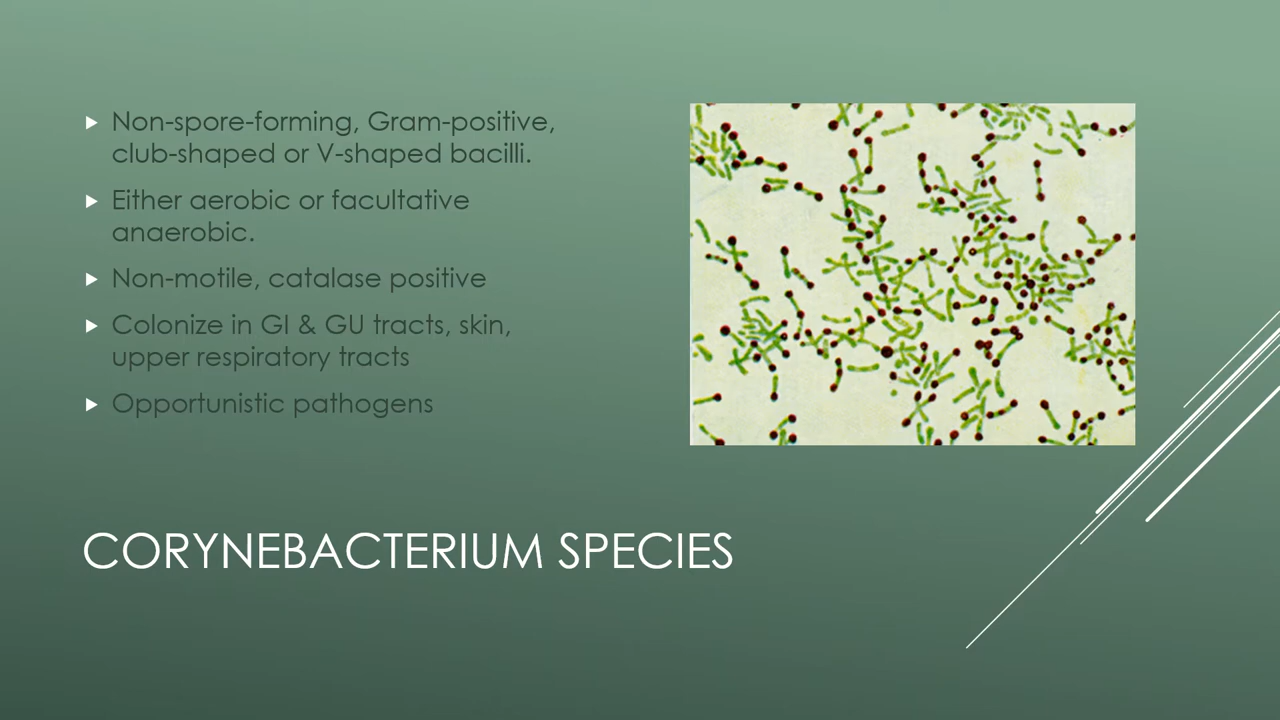 Non-spore-forming, Gram-positive,
club-shaped or V-shaped bacilli.
Either aerobic or facultative
anaerobic.
Non-motile, catalase positive
Colonize in GI & GU tracts, skin,
upper respiratory tracts
Opportunistic pathogens
CORYNEBACTERIUM SPECIES